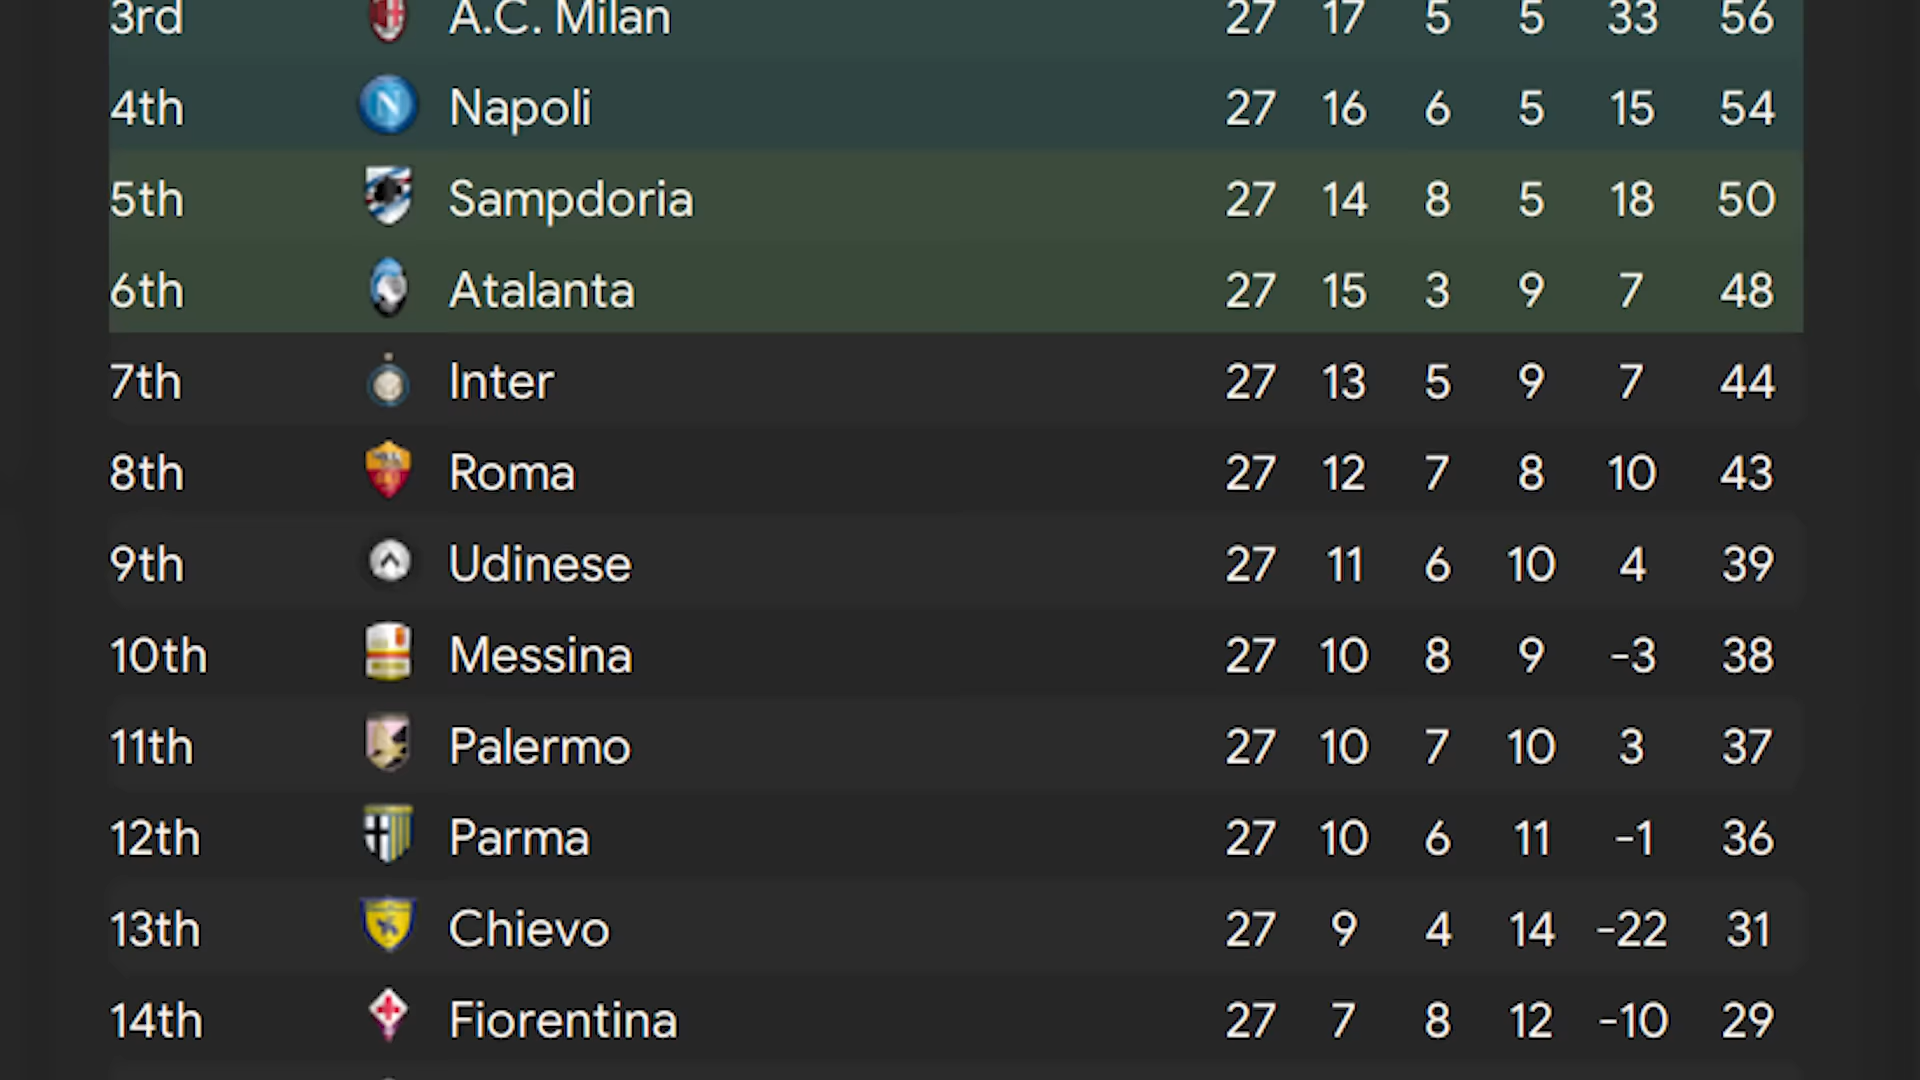 3rd A.C. Milan 27 17 5 5 33 56
4th Napoli 27 16 6 5 15 54
5th Sampdoria 27 14 8 5 18 50
6th Atalanta 27 15 3 9 7 48
7th Inter 27 13 5 9 7 44
8th Roma 27 12 7 8 10 43
9th Udinese 27 11 6 10 4 39
10th Messina 27 10 8 9 -3 38
11th Palermo 27 10 7 10 3 37
12th Parma 27 10 6 11 -1 36
13th Chievo 27 9 4 14 -22 31
14th Fiorentina 27 7 8 12 -10 29